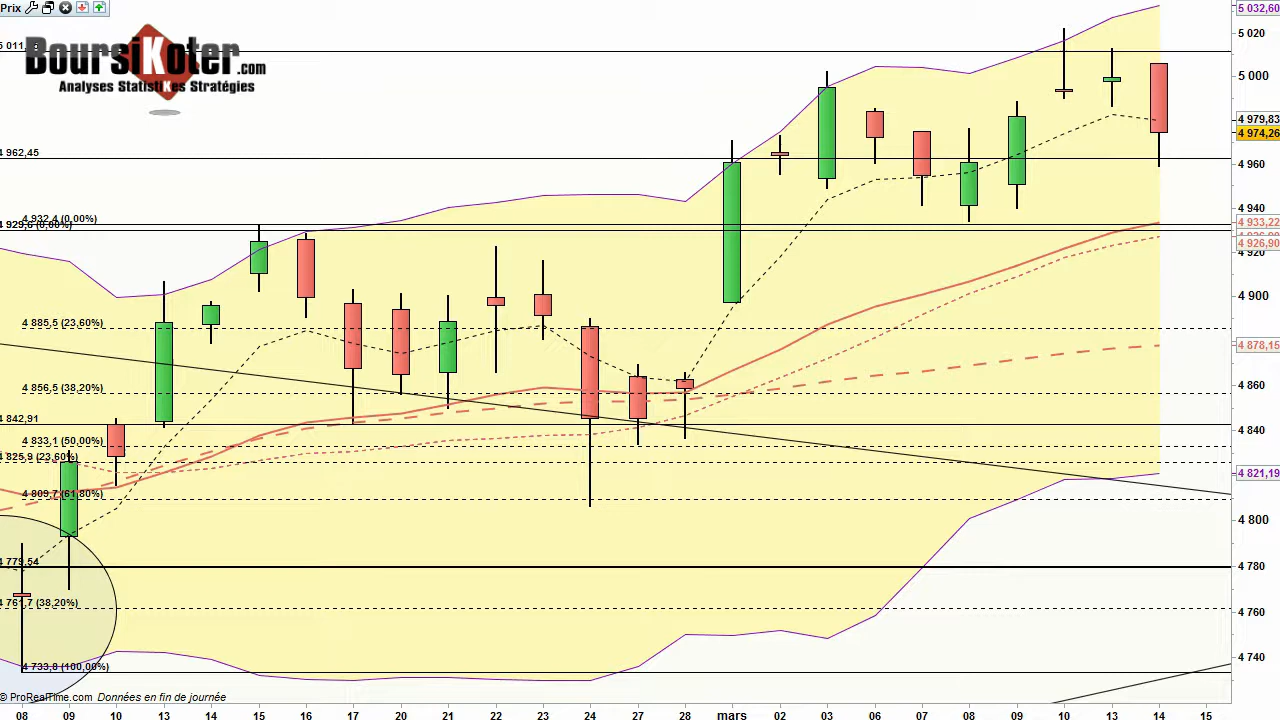 Prix
5 032,60
5 020
5 011,
BoursiKoter.com
Analyses StatistiKes Stratégies
5 000
4 979,83
4 974,26
4 962,45
4 960
4 940
4 932,4 (0,00%)
4 929,6 (0,00%)
4 933,22
4 926,90
4 920
4 900
4 885,5 (23,60%)
4 878,15
4 856,5 (38,20%)
4 860
4 842,91
4 840
4 833,1 (50,00%)
4 825,9 (23,60%)
4 821,19
4 809,7 (61,80%)
4 800
4 779,54
4 780
4 761,7 (38,20%)
4 760
4 733,8 (100,00%)
4 740
© ProRealTime.com Données en fin de journée
08 09 10 13 14 15 16 17 20 21 22 23 24 27 28 mars 02 03 06 07 08 09 10 13 14 15